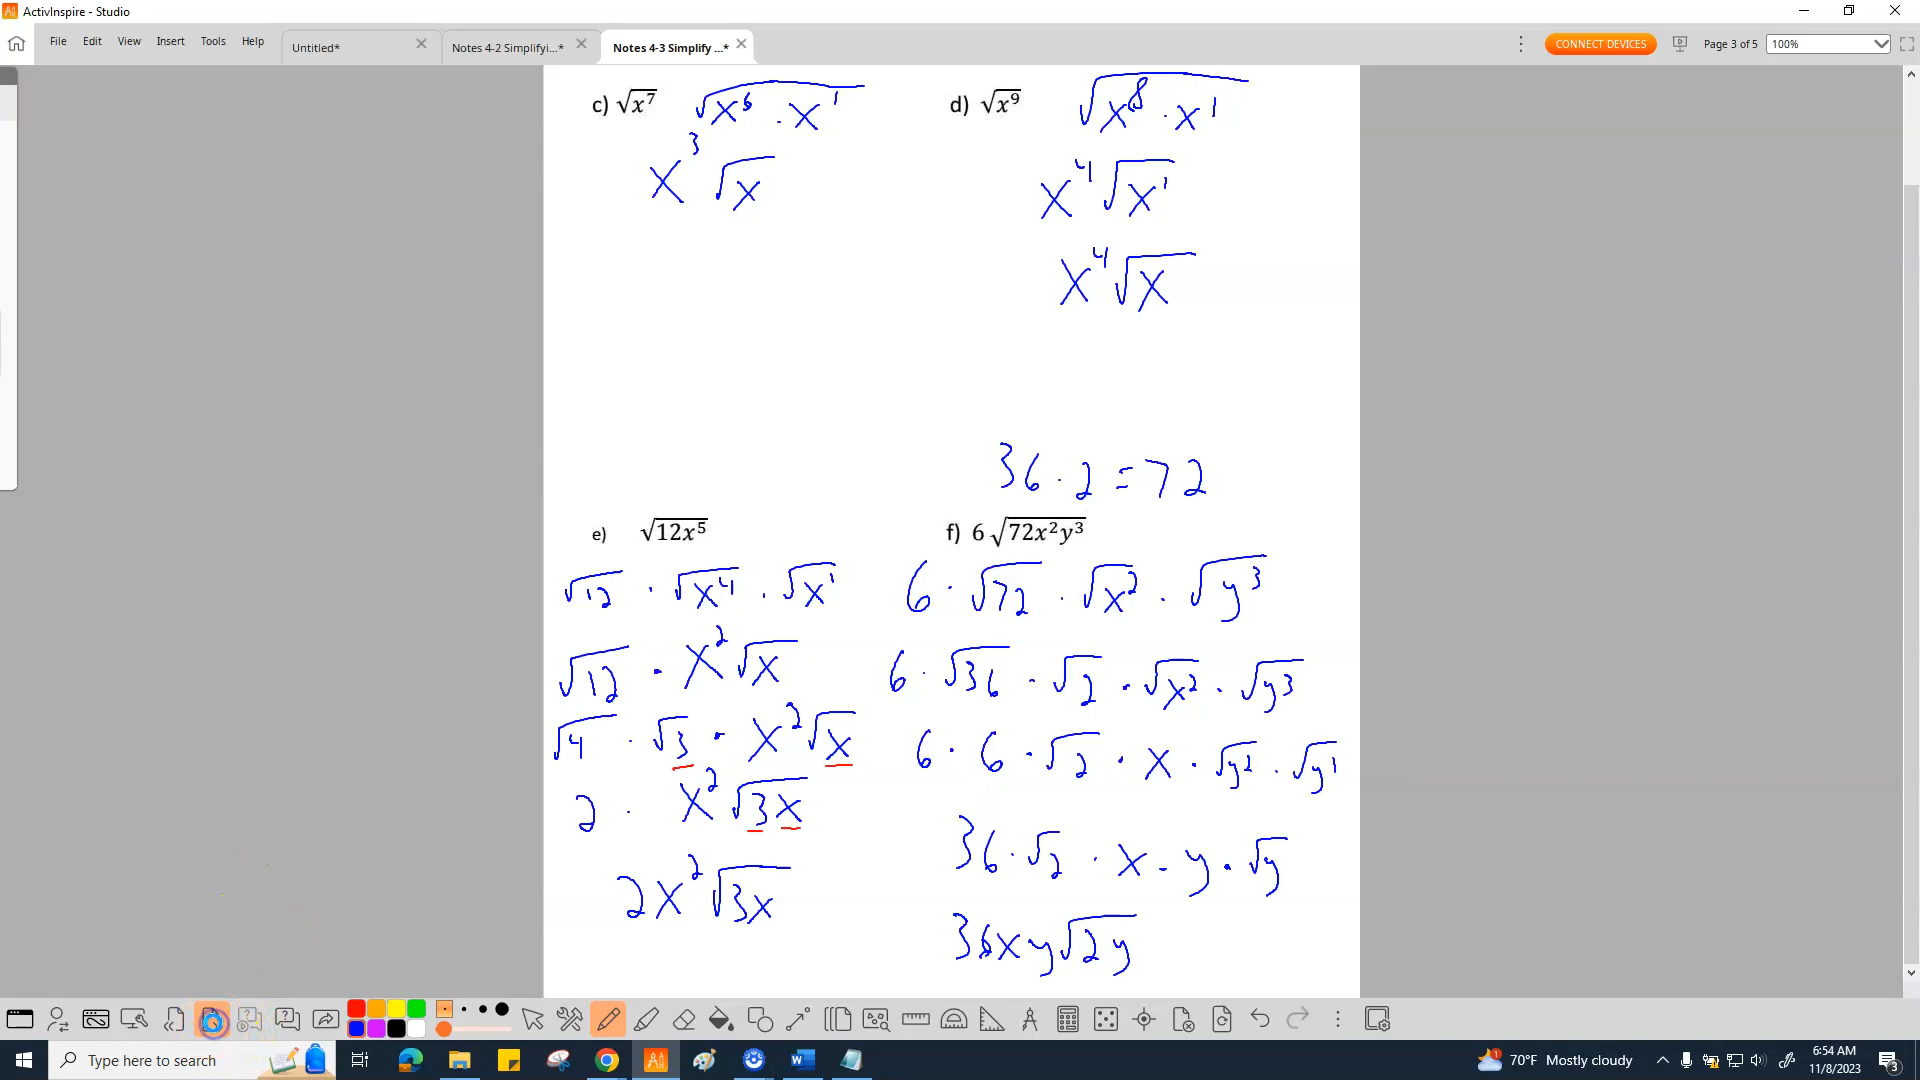 ActivInspire - Studio
File Edit View Insert Tools Help
Untitled*
Notes 4-2 Simplifyi...*
Notes 4-3 Simplify ...*
CONNECT DEVICES
Page 3 of 5
100%
c) √x⁷ √x⁶ · x¹
x³ √x
d) √x⁹ √x⁸ · x¹
x⁴ √x¹
x⁴ √x
36 · 2 = 72
e) √12x⁵
√12 · √x⁴ · √x¹
√12 · x² √x
√4 · √3 · x² √x
2 · x² √3x
2x² √3x
f) 6 √72x²y³
6 · √72 · √x² · √y³
6 · √36 · √2 · √x² · √y³
6 · 6 · √2 · x · √y² · √y¹
36 · √2 · x · y · √y
36xy √2y
Type here to search
70°F Mostly cloudy
6:54 AM
11/8/2023
3